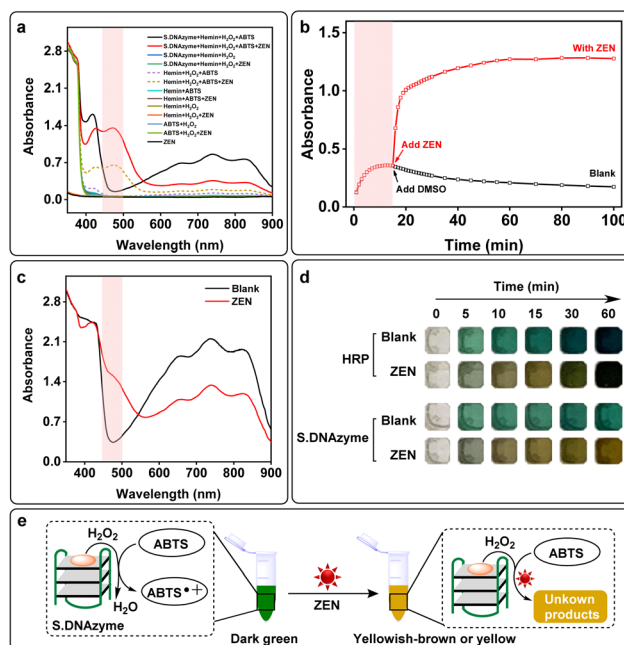 a
S.DNAzyme+Hemin+H₂O₂+ABTS
S.DNAzyme+Hemin+H₂O₂+ABTS+ZEN
S.DNAzyme+Hemin+H₂O₂
S.DNAzyme+Hemin+H₂O₂+ZEN
Hemin+H₂O₂+ABTS
Hemin+H₂O₂+ABTS+ZEN
Hemin+ABTS
Hemin+ABTS+ZEN
Hemin+H₂O₂
Hemin+H₂O₂+ZEN
ABTS+H₂O₂
ABTS+H₂O₂+ZEN
ZEN
Absorbance
2.8
2.1
1.4
0.7
0.0
400 500 600 700 800 900
Wavelength (nm)
b
Absorbance
2.0
1.5
1.0
0.5
0.0
With ZEN
Add ZEN
Add DMSO
Blank
0 20 40 60 80 100
Time (min)
c
Blank
ZEN
Absorbance
2.8
2.1
1.4
0.7
0.0
400 500 600 700 800 900
Wavelength (nm)
d
Time (min)
0 5 10 15 30 60
HRP
Blank
ZEN
S.DNAzyme
Blank
ZEN
e
H₂O₂
ABTS
ABTS•+
H₂O
S.DNAzyme
Dark green
ZEN
Yellowish-brown or yellow
H₂O₂
ABTS
Unkown
products